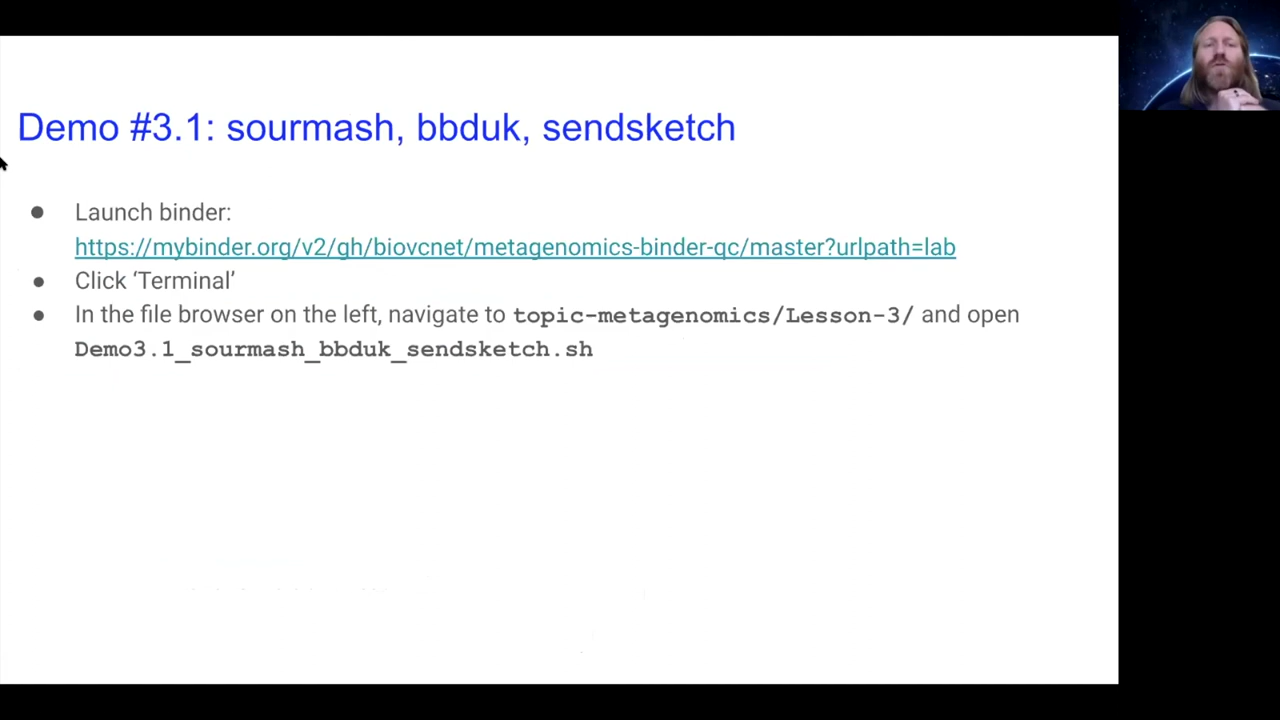 Demo #3.1: sourmash, bbduk, sendsketch
● Launch binder:
https://mybinder.org/v2/gh/biovcnet/metagenomics-binder-qc/master?urlpath=lab
● Click ‘Terminal’
● In the file browser on the left, navigate to topic-metagenomics/Lesson-3/ and open
Demo3.1_sourmash_bbduk_sendsketch.sh